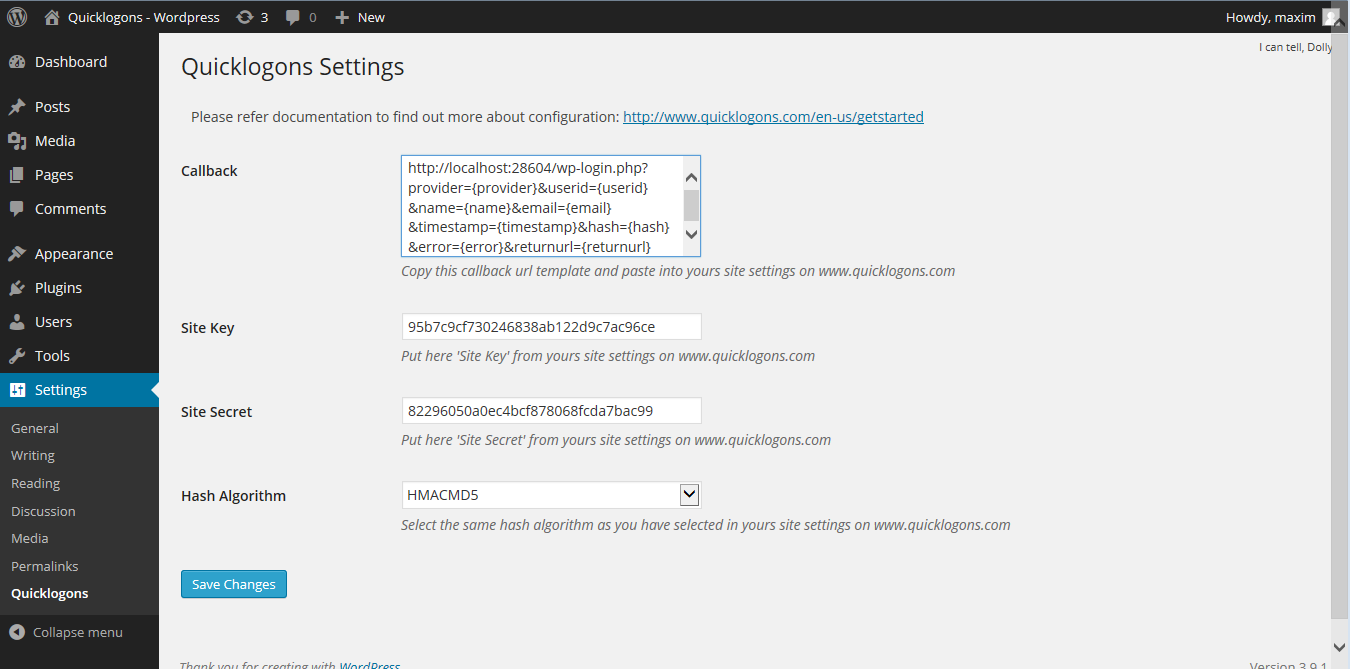 Quicklogons - Wordpress 3 0 New Howdy, maxim
I can tell, Dolly
Dashboard
Posts
Media
Pages
Comments
Appearance
Plugins
Users
Tools
Settings
General
Writing
Reading
Discussion
Media
Permalinks
Quicklogons
Collapse menu
Quicklogons Settings
Please refer documentation to find out more about configuration: http://www.quicklogons.com/en-us/getstarted
Callback
http://localhost:28604/wp-login.php?
provider={provider}&userid={userid}
&name={name}&email={email}
&timestamp={timestamp}&hash={hash}
&error={error}&returnurl={returnurl}
Copy this callback url template and paste into yours site settings on www.quicklogons.com
Site Key
95b7c9cf730246838ab122d9c7ac96ce
Put here 'Site Key' from yours site settings on www.quicklogons.com
Site Secret
82296050a0ec4bcf878068fcda7bac99
Put here 'Site Secret' from yours site settings on www.quicklogons.com
Hash Algorithm
HMACMD5
Select the same hash algorithm as you have selected in yours site settings on www.quicklogons.com
Save Changes
Thank you for creating with WordPress
Version 3.9.1